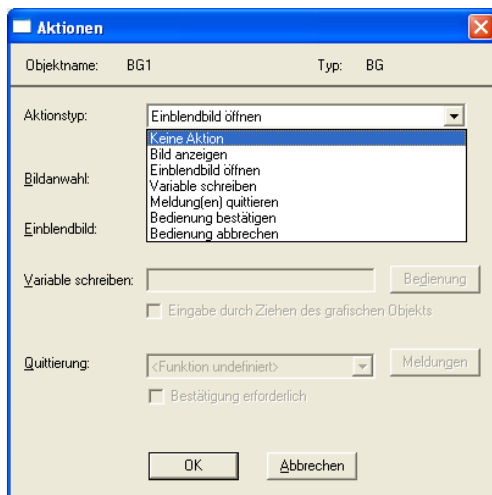 Aktionen
Objektname: BG1 Typ: BG
Aktionstyp: Einblendbild öffnen
Keine Aktion
Bild anzeigen
Einblendbild öffnen
Variable schreiben
Meldung(en) quittieren
Bedienung bestätigen
Bedienung abbrechen
Bildanwahl:
Einblendbild:
Variable schreiben: Bedienung
Eingabe durch Ziehen des grafischen Objekts
Quittierung: <Funktion undefiniert> Meldungen
Bestätigung erforderlich
OK Abbrechen